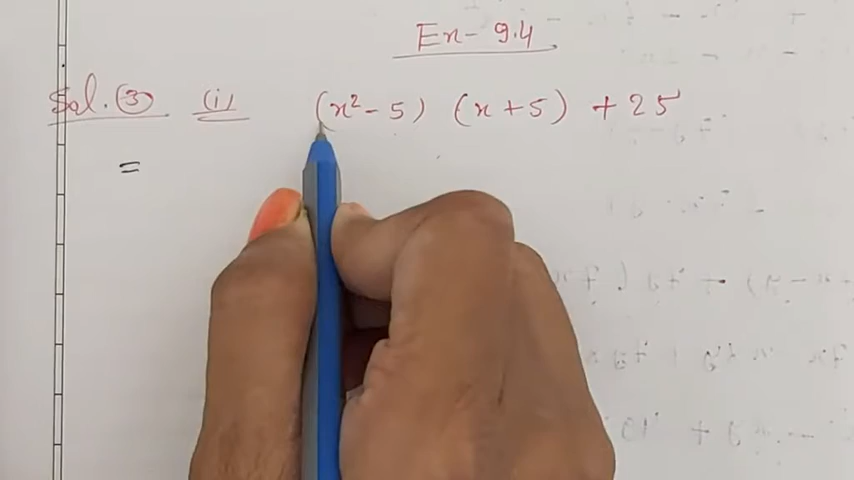 Ex- 9.4
Sol. (3) (i) (x² - 5) (x + 5) + 25
=